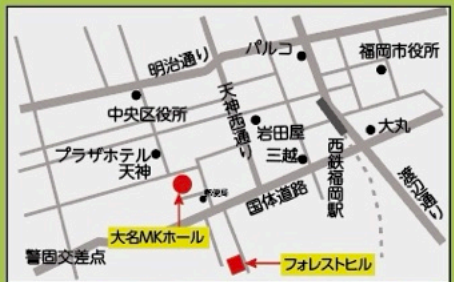 パルコ
福岡市役所
明治通り
天神西通り
中央区役所
岩田屋
大丸
プラザホテル
天神
三越
西鉄福岡駅
渡辺通り
郵便局
国体道路
大名MKホール
警固交差点
フォレストヒル